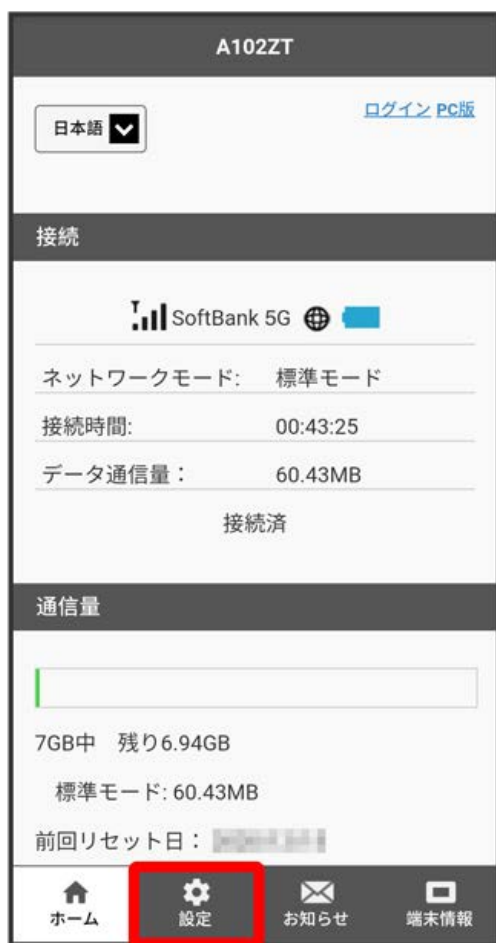 A102ZT
日本語
ログイン PC版
接続
SoftBank 5G
ネットワークモード: 標準モード
接続時間: 00:43:25
データ通信量： 60.43MB
接続済
通信量
7GB中 残り6.94GB
標準モード: 60.43MB
前回リセット日：
ホーム 設定 お知らせ 端末情報